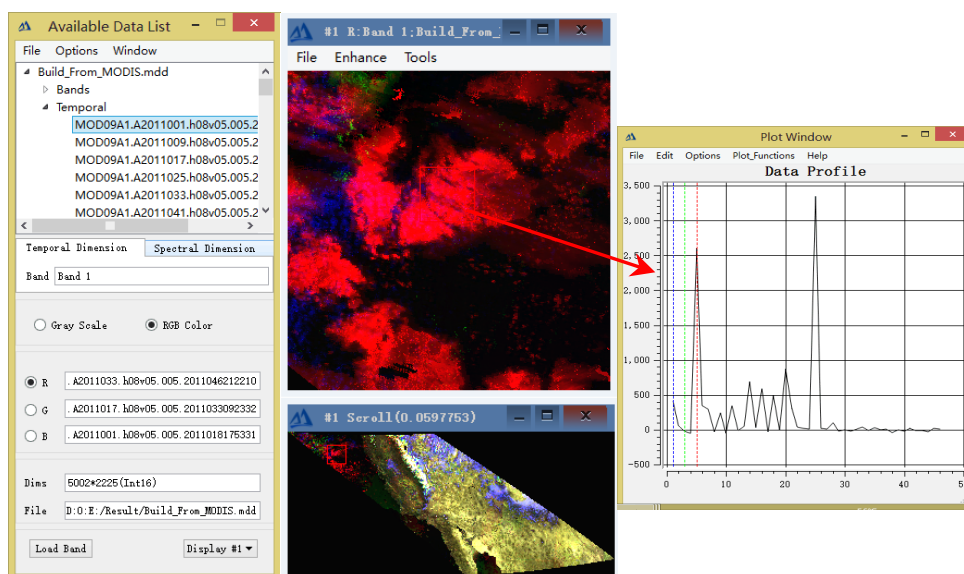 Available Data List
File Options Window
Build_From_MODIS.mdd
Bands
Temporal
MOD09A1.A2011001.h08v05.005.2
MOD09A1.A2011009.h08v05.005.2
MOD09A1.A2011017.h08v05.005.2
MOD09A1.A2011025.h08v05.005.2
MOD09A1.A2011033.h08v05.005.2
MOD09A1.A2011041.h08v05.005.2
Temporal Dimension Spectral Dimension
Band Band 1
Gray Scale RGB Color
R .A2011033.h08v05.005.2011046212210
G .A2011017.h08v05.005.2011033092332
B .A2011001.h08v05.005.2011018175331
Dims 5002*2225(Int16)
File D:O:E:/Result/Build_From_MODIS.mdd
Load Band Display #1
#1 R:Band 1:Build_From_
File Enhance Tools
#1 Scroll(0.0597753)
Plot Window
File Edit Options Plot_Functions Help
Data Profile
3,500
3,000
2,500
2,000
1,500
1,000
500
0
-500
0 10 20 30 40 5